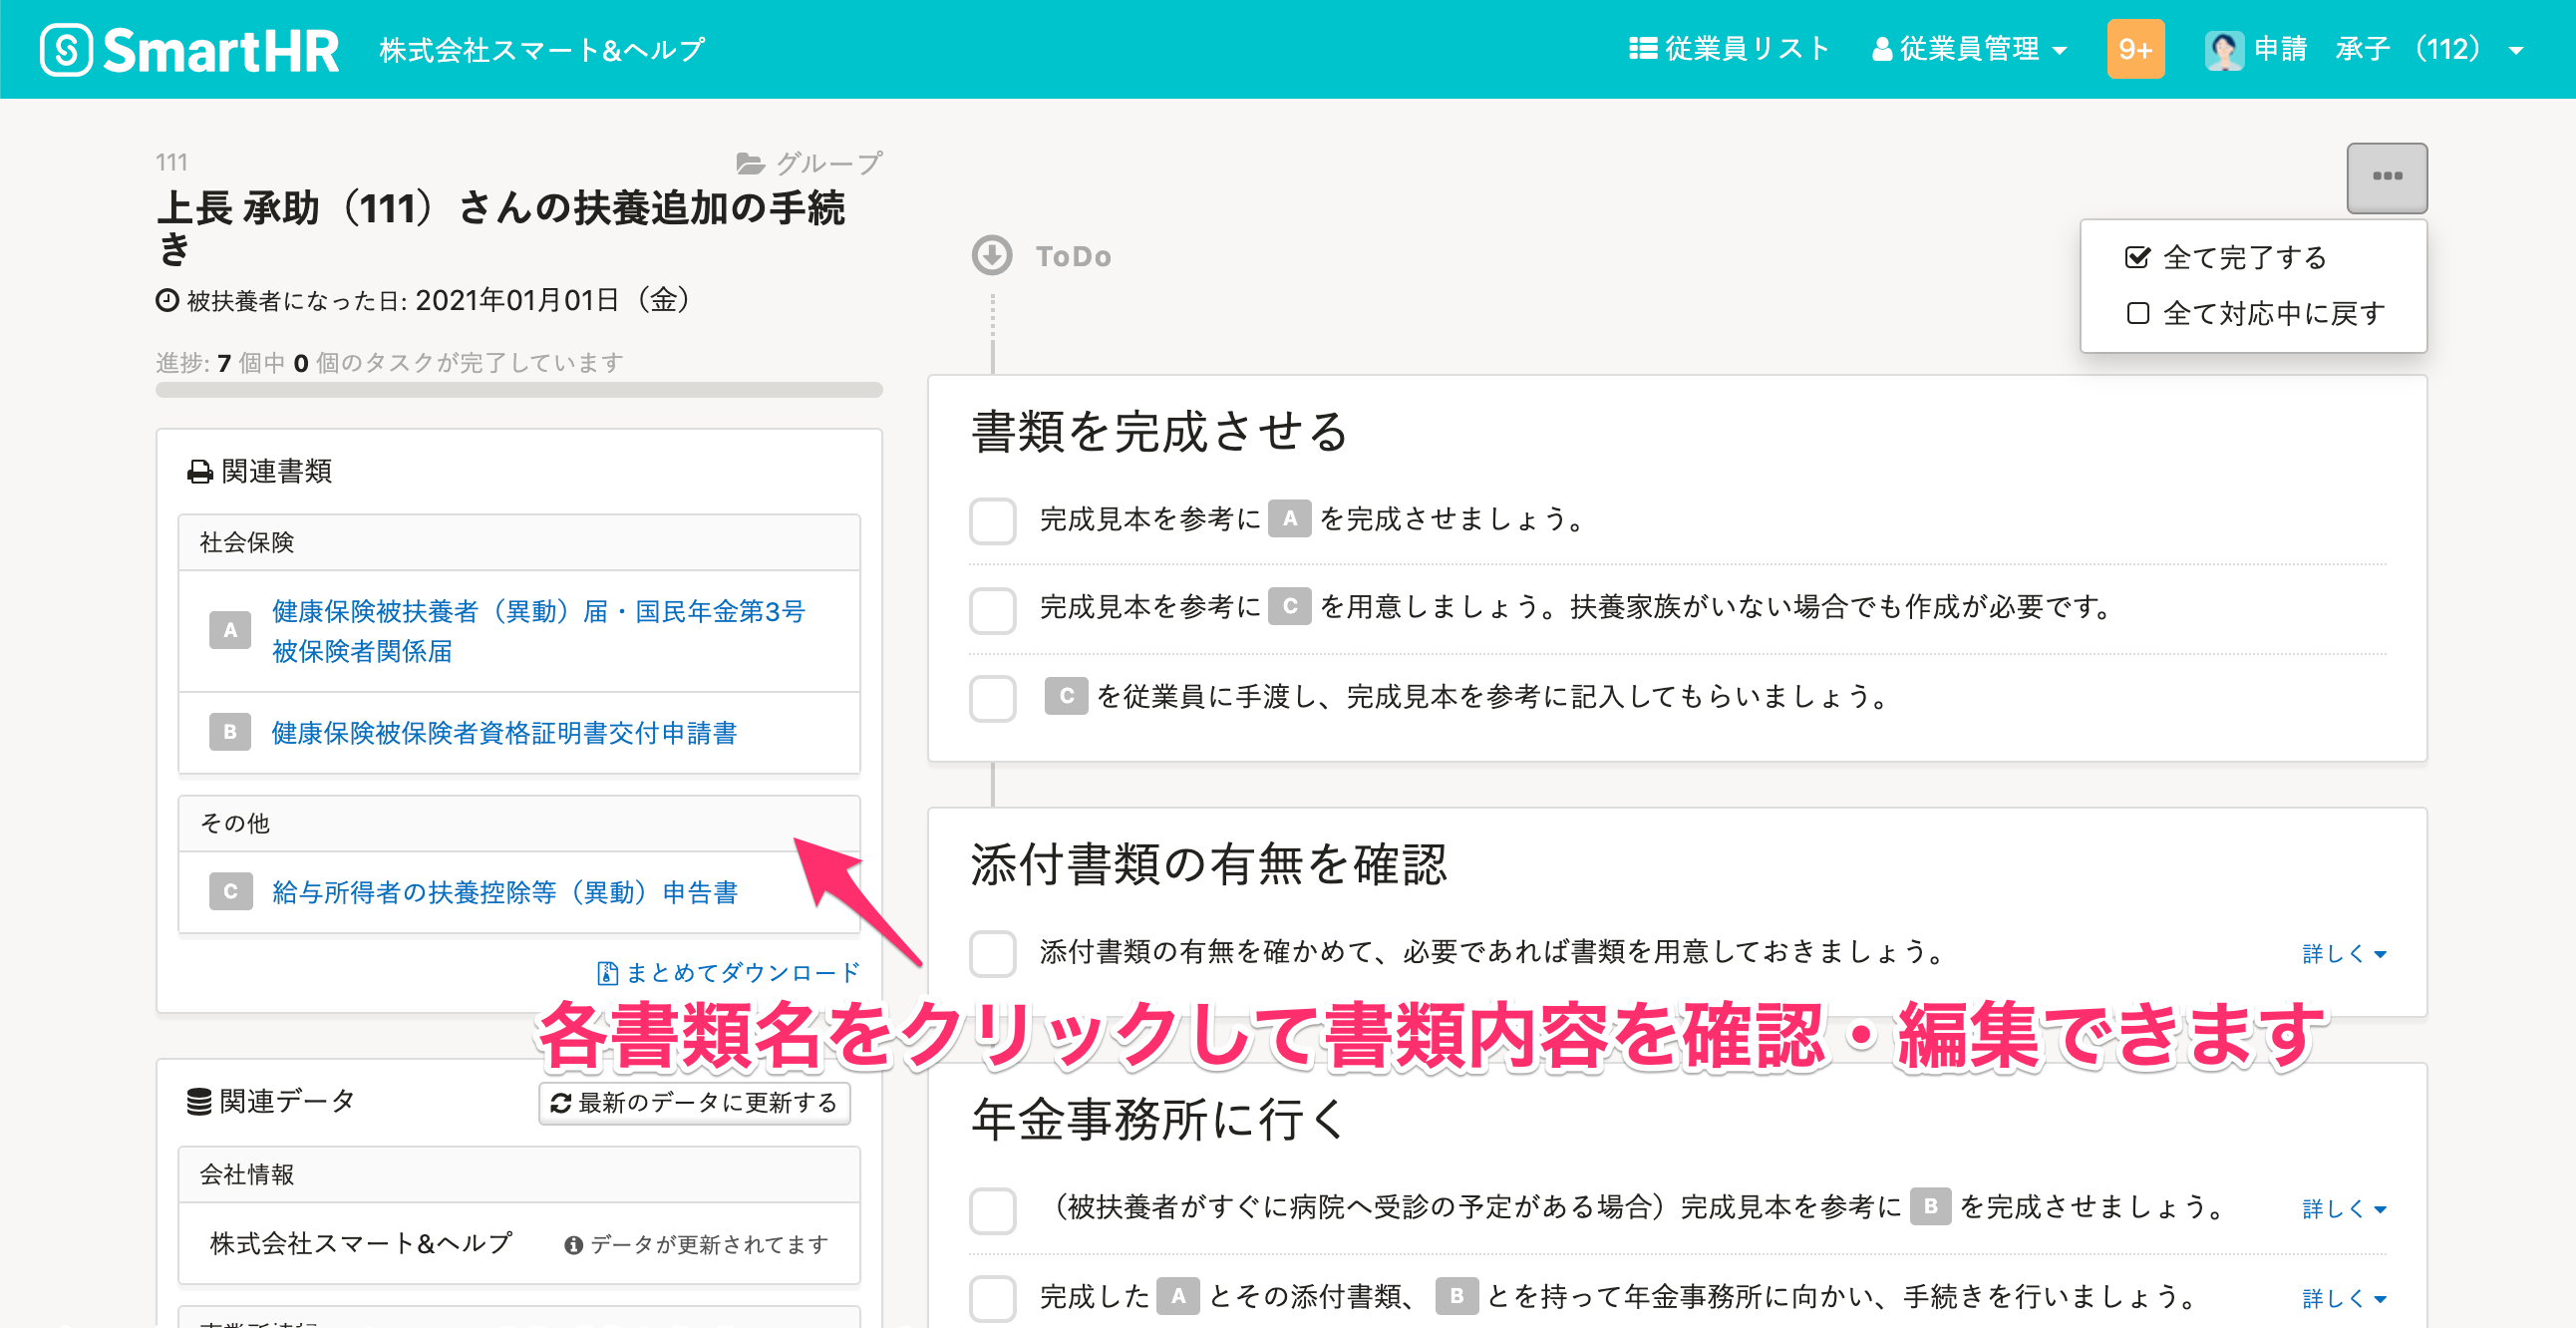 SmartHR 株式会社スマート&ヘルプ 従業員リスト 従業員管理 9+ 申請 承子 （112）
111 グループ
上長 承助（111）さんの扶養追加の手続
き
被扶養者になった日: 2021年01月01日（金）
進捗: 7 個中 0 個のタスクが完了しています
関連書類
社会保険
A 健康保険被扶養者（異動）届・国民年金第3号
被保険者関係届
B 健康保険被保険者資格証明書交付申請書
その他
C 給与所得者の扶養控除等（異動）申告書
まとめてダウンロード
関連データ 最新のデータに更新する
会社情報
株式会社スマート&ヘルプ データが更新されてます
ToDo
全て完了する
全て対応中に戻す
書類を完成させる
完成見本を参考に A を完成させましょう。
完成見本を参考に C を用意しましょう。扶養家族がいない場合でも作成が必要です。
C を従業員に手渡し、完成見本を参考に記入してもらいましょう。
添付書類の有無を確認
添付書類の有無を確かめて、必要であれば書類を用意しておきましょう。 詳しく
各書類名をクリックして書類内容を確認・編集できます
年金事務所に行く
（被扶養者がすぐに病院へ受診の予定がある場合）完成見本を参考に B を完成させましょう。 詳しく
完成した A とその添付書類、 B とを持って年金事務所に向かい、手続きを行いましょう。 詳しく